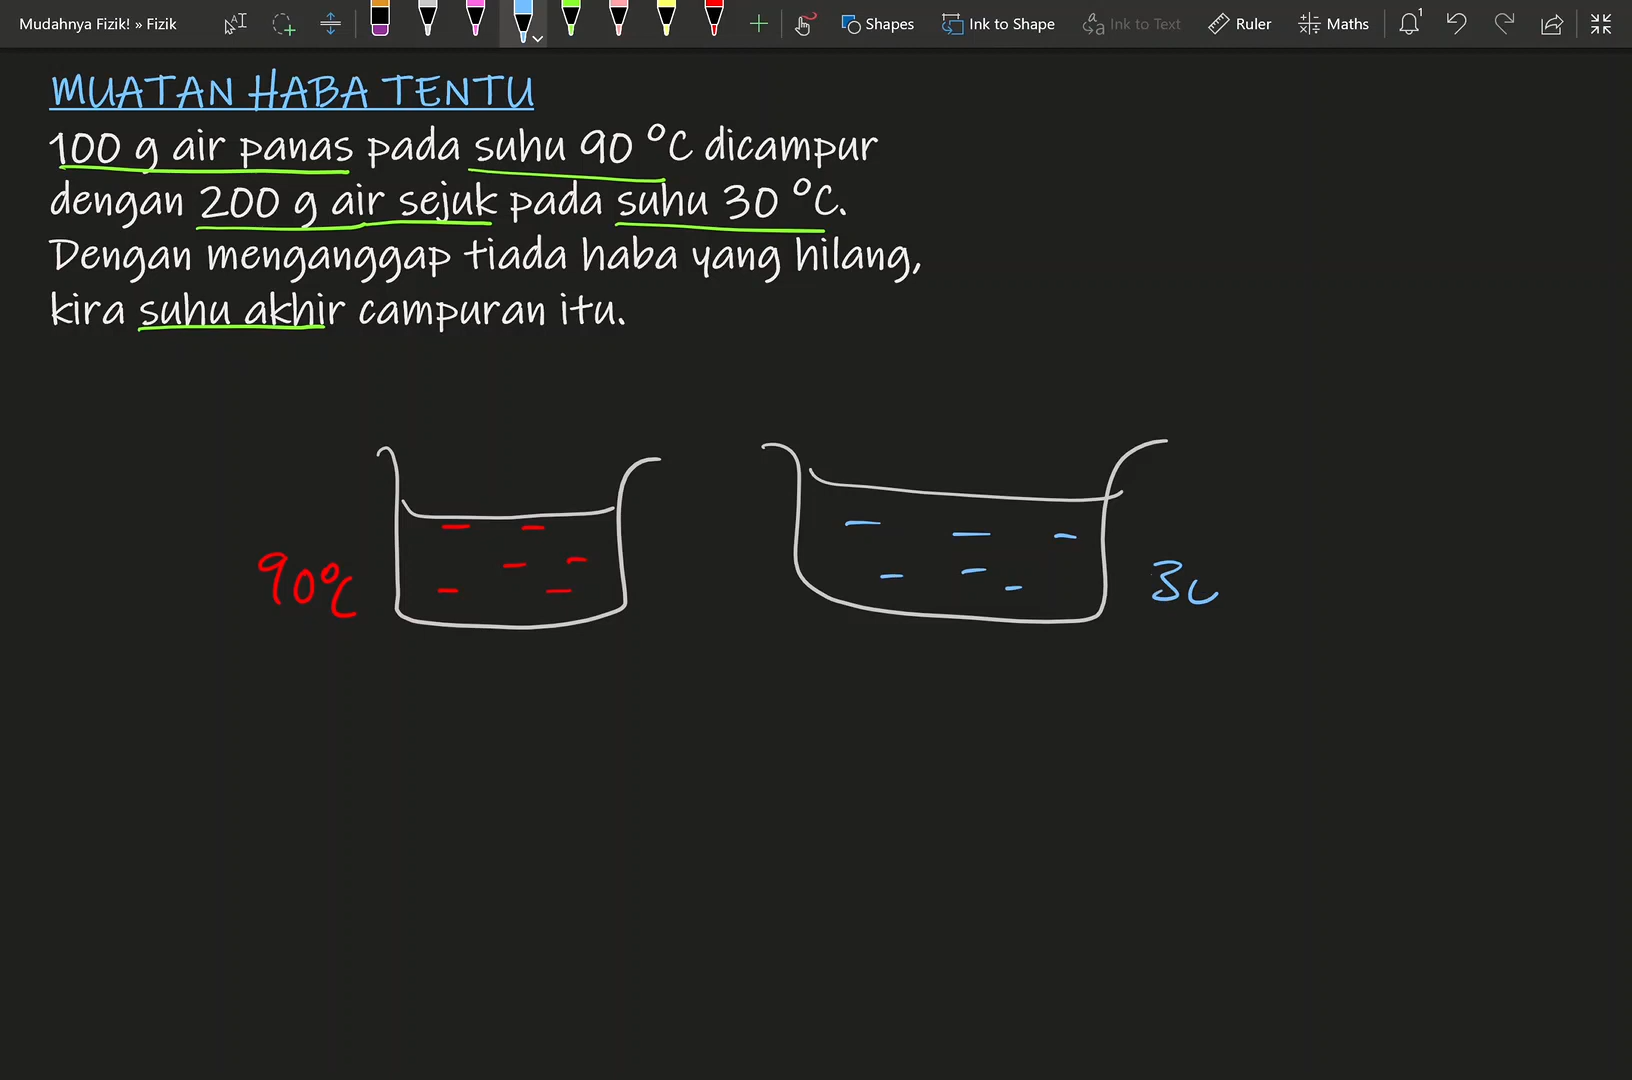 Mudahnya Fizik! » Fizik
Shapes
Ink to Shape
Ink to Text
Ruler
Maths
1
MUATAN HABA TENTU
100 g air panas pada suhu 90 °C dicampur
dengan 200 g air sejuk pada suhu 30 °C.
Dengan menganggap tiada haba yang hilang,
kira suhu akhir campuran itu.
90°C